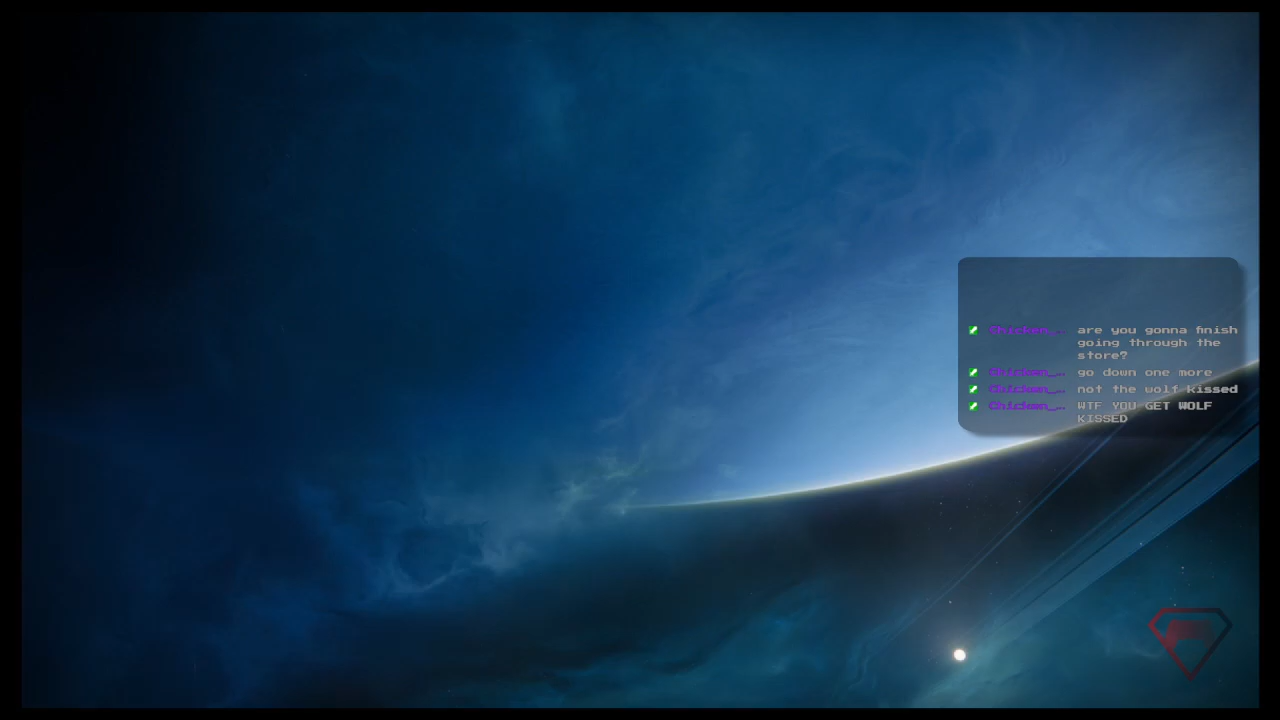 Chicken_… are you gonna finish
going through the
store?
Chicken_… go down one more
Chicken_… not the wolf kissed
Chicken_… WTF YOU GET WOLF
KISSED